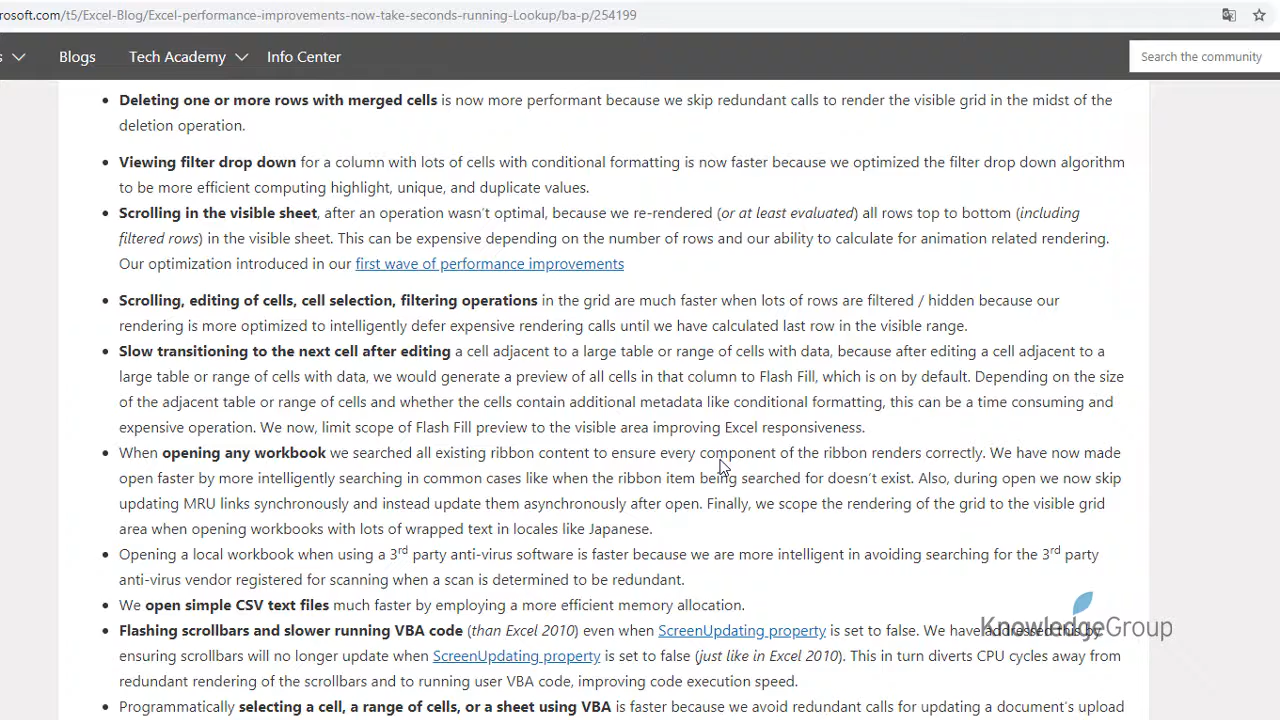 rosoft.com/t5/Excel-Blog/Excel-performance-improvements-now-take-seconds-running-Lookup/ba-p/254199
s Blogs Tech Academy Info Center Search the community
• Deleting one or more rows with merged cells is now more performant because we skip redundant calls to render the visible grid in the midst of the
deletion operation.
• Viewing filter drop down for a column with lots of cells with conditional formatting is now faster because we optimized the filter drop down algorithm
to be more efficient computing highlight, unique, and duplicate values.
• Scrolling in the visible sheet, after an operation wasn't optimal, because we re-rendered (or at least evaluated) all rows top to bottom (including
filtered rows) in the visible sheet. This can be expensive depending on the number of rows and our ability to calculate for animation related rendering.
Our optimization introduced in our first wave of performance improvements
• Scrolling, editing of cells, cell selection, filtering operations in the grid are much faster when lots of rows are filtered / hidden because our
rendering is more optimized to intelligently defer expensive rendering calls until we have calculated last row in the visible range.
• Slow transitioning to the next cell after editing a cell adjacent to a large table or range of cells with data, because after editing a cell adjacent to a
large table or range of cells with data, we would generate a preview of all cells in that column to Flash Fill, which is on by default. Depending on the size
of the adjacent table or range of cells and whether the cells contain additional metadata like conditional formatting, this can be a time consuming and
expensive operation. We now, limit scope of Flash Fill preview to the visible area improving Excel responsiveness.
• When opening any workbook we searched all existing ribbon content to ensure every component of the ribbon renders correctly. We have now made
open faster by more intelligently searching in common cases like when the ribbon item being searched for doesn't exist. Also, during open we now skip
updating MRU links synchronously and instead update them asynchronously after open. Finally, we scope the rendering of the grid to the visible grid
area when opening workbooks with lots of wrapped text in locales like Japanese.
• Opening a local workbook when using a 3rd party anti-virus software is faster because we are more intelligent in avoiding searching for the 3rd party
anti-virus vendor registered for scanning when a scan is determined to be redundant.
• We open simple CSV text files much faster by employing a more efficient memory allocation.
• Flashing scrollbars and slower running VBA code (than Excel 2010) even when ScreenUpdating property is set to false. We have addressed this by
KnowledgeGroup
ensuring scrollbars will no longer update when ScreenUpdating property is set to false (just like in Excel 2010). This in turn diverts CPU cycles away from
redundant rendering of the scrollbars and to running user VBA code, improving code execution speed.
• Programmatically selecting a cell, a range of cells, or a sheet using VBA is faster because we avoid redundant calls for updating a document's upload